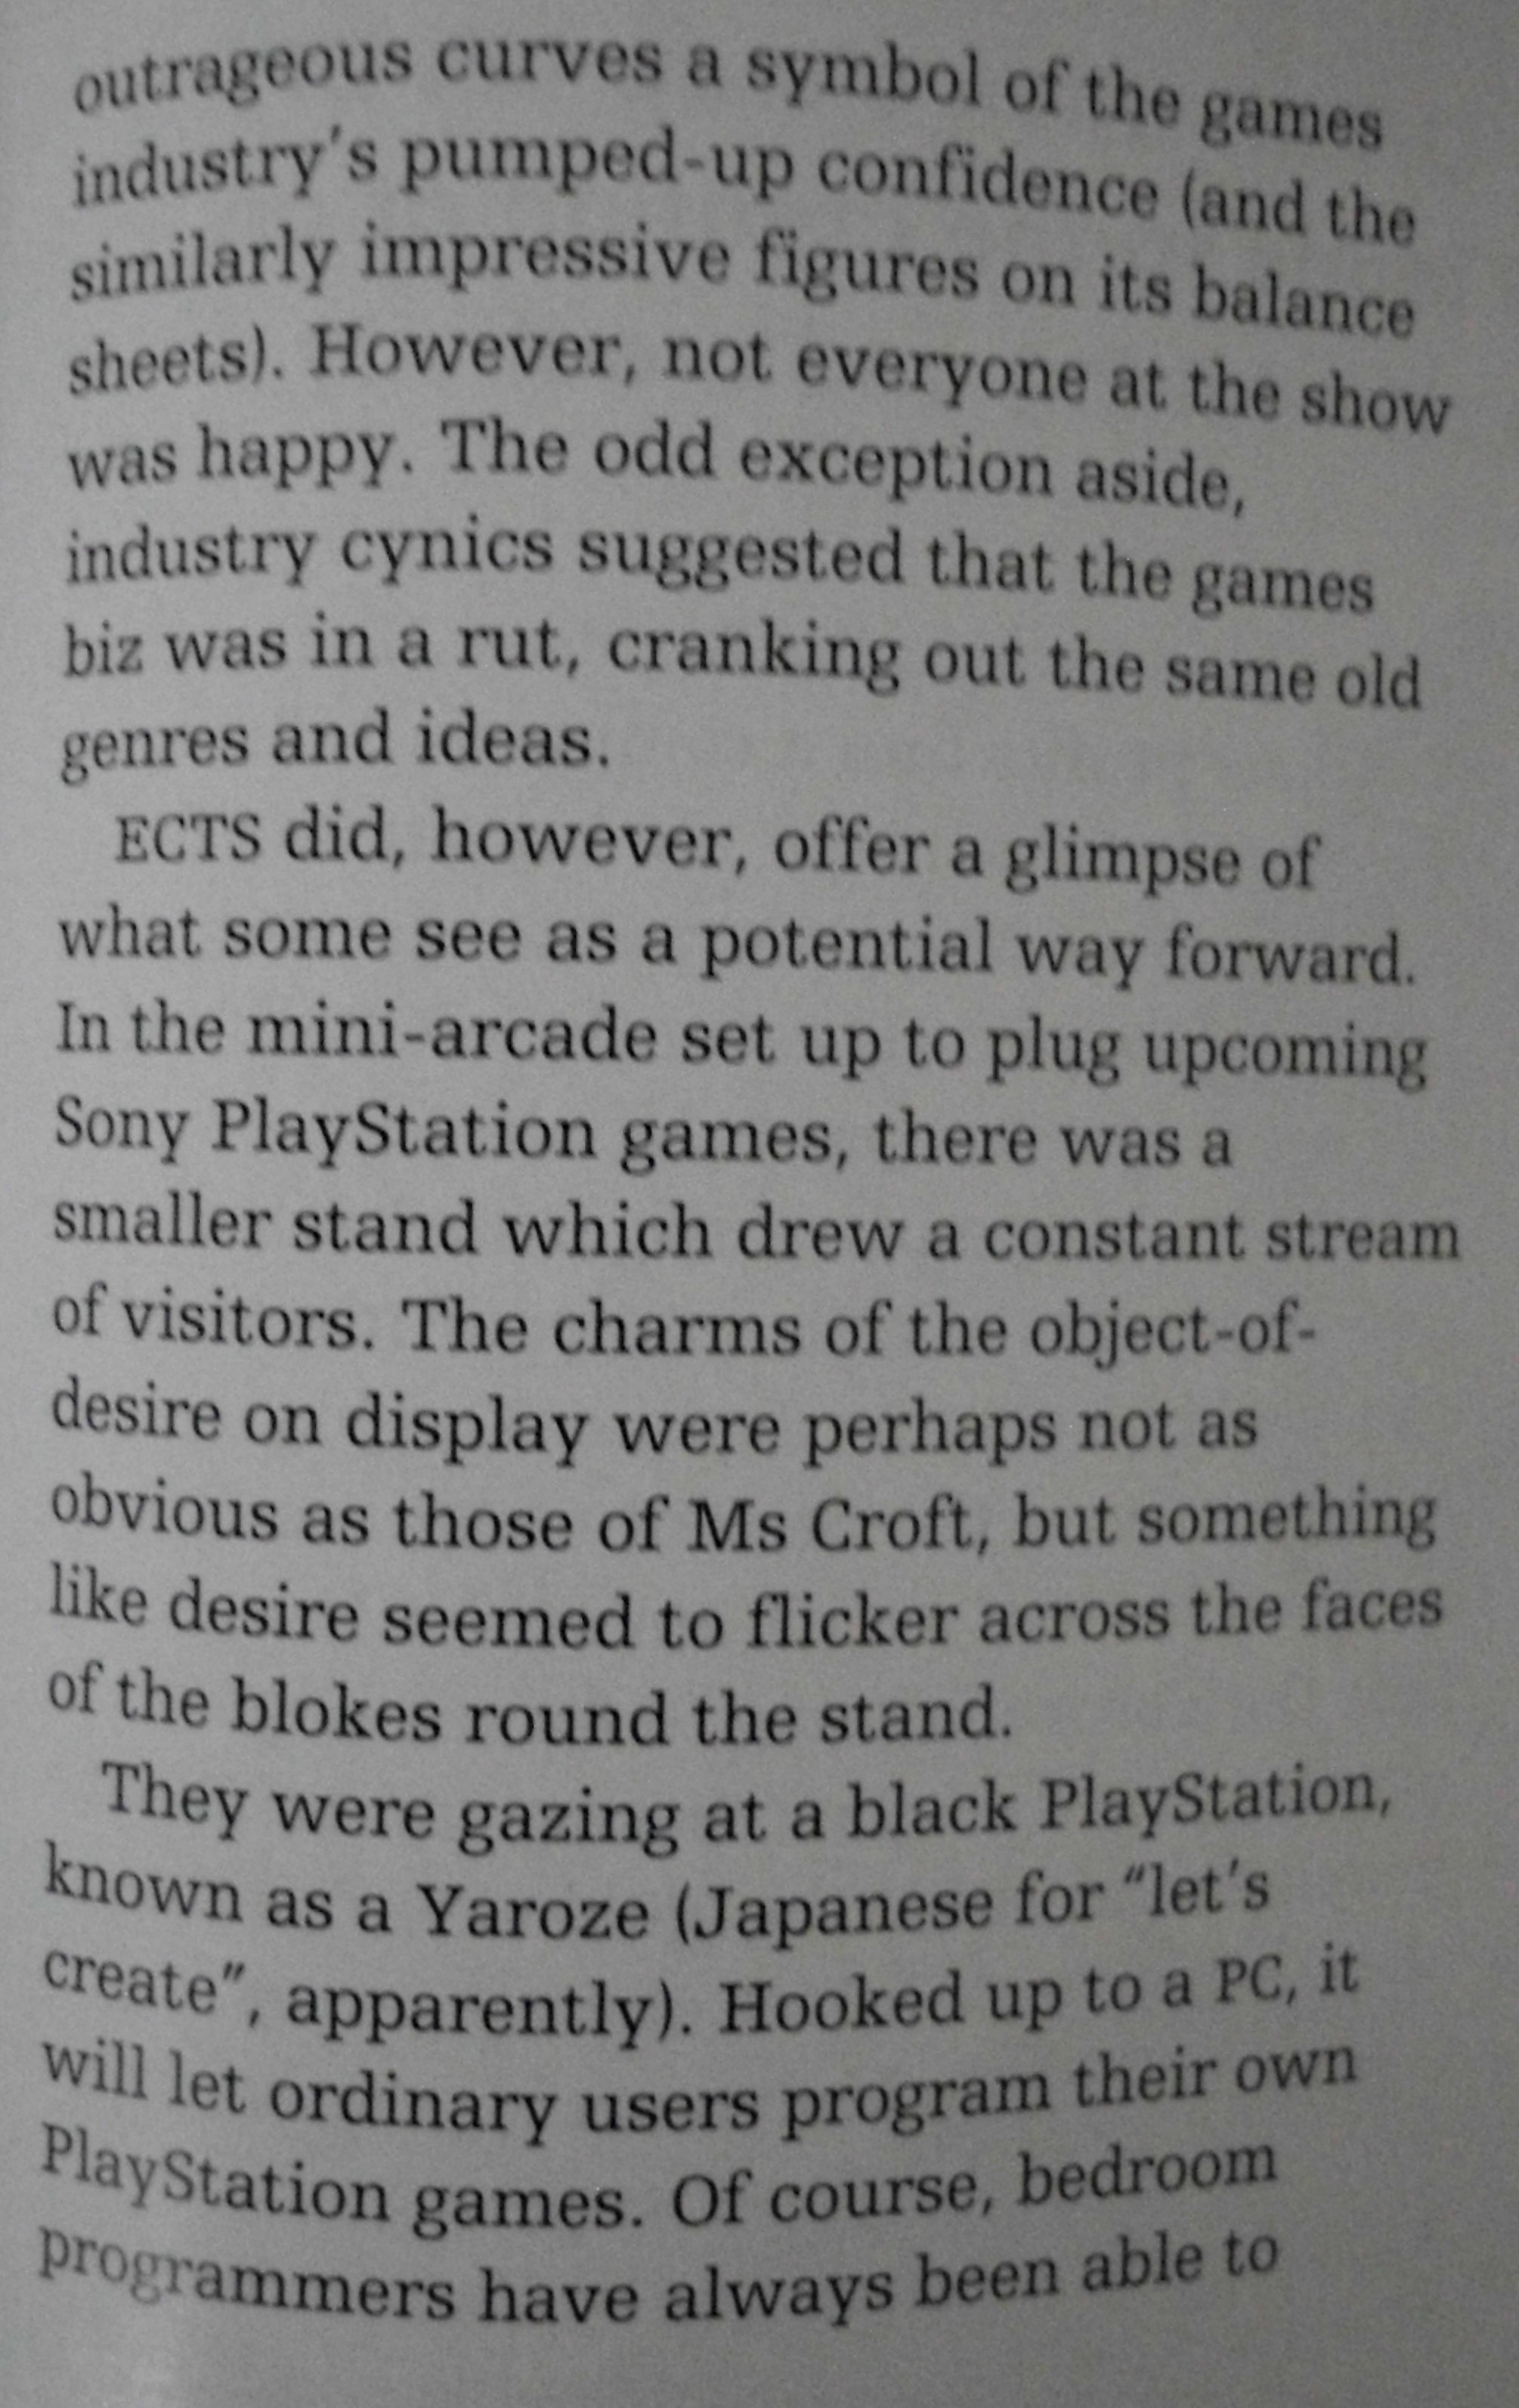 outrageous curves a symbol of the games
industry's pumped-up confidence (and the
similarly impressive figures on its balance
sheets). However, not everyone at the show
was happy. The odd exception aside,
industry cynics suggested that the games
biz was in a rut, cranking out the same old
genres and ideas.
ECTS did, however, offer a glimpse of
what some see as a potential way forward.
In the mini-arcade set up to plug upcoming
Sony PlayStation games, there was a
smaller stand which drew a constant stream
of visitors. The charms of the object-of-
desire on display were perhaps not as
obvious as those of Ms Croft, but something
like desire seemed to flicker across the faces
of the blokes round the stand.
They were gazing at a black PlayStation,
known as a Yaroze (Japanese for "let's
create", apparently). Hooked up to a PC, it
will let ordinary users program their own
PlayStation games. Of course, bedroom
programmers have always been able to